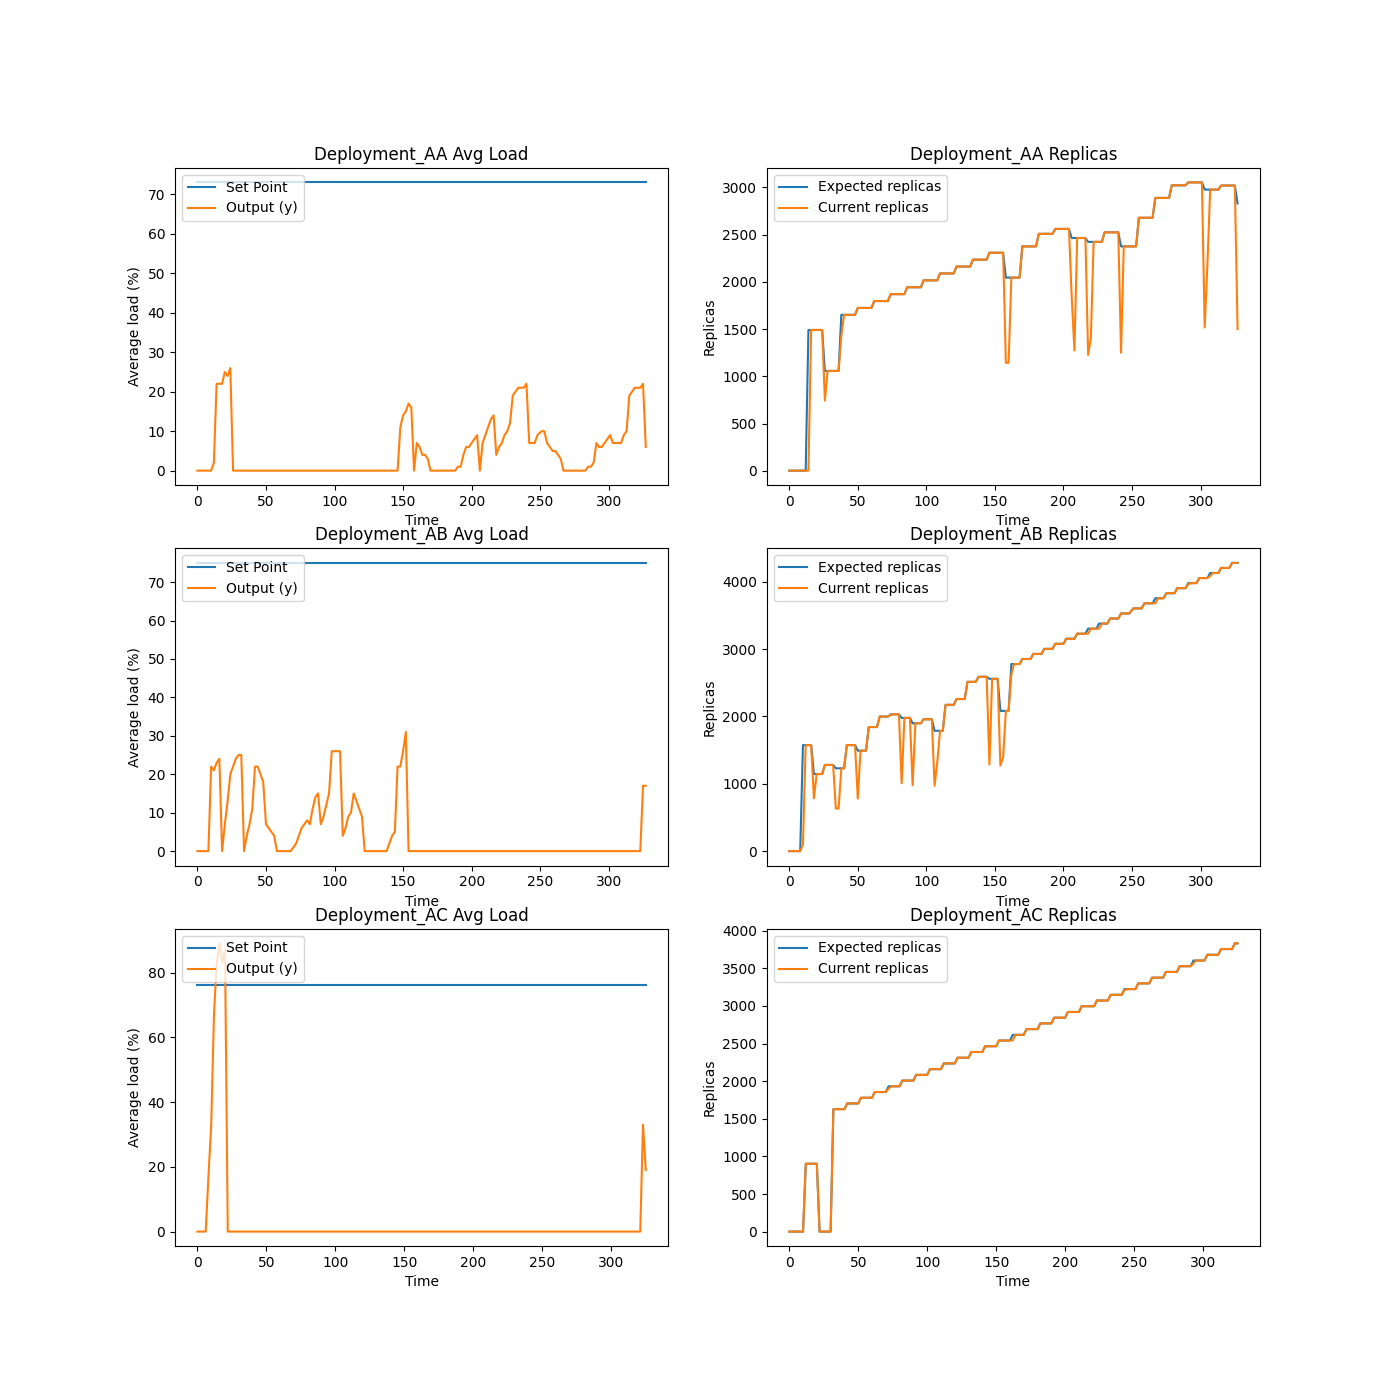 Deployment_AA Avg Load
Set Point
Output (y)
Average load (%)
70
60
50
40
30
20
10
0
0 50 100 150 200 250 300
Time
Deployment_AA Replicas
Expected replicas
Current replicas
Replicas
3000
2500
2000
1500
1000
500
0
0 50 100 150 200 250 300
Time
Deployment_AB Avg Load
Set Point
Output (y)
Average load (%)
70
60
50
40
30
20
10
0
0 50 100 150 200 250 300
Time
Deployment_AB Replicas
Expected replicas
Current replicas
Replicas
4000
3000
2000
1000
0
0 50 100 150 200 250 300
Time
Deployment_AC Avg Load
Set Point
Output (y)
Average load (%)
80
60
40
20
0
0 50 100 150 200 250 300
Time
Deployment_AC Replicas
Expected replicas
Current replicas
Replicas
4000
3500
3000
2500
2000
1500
1000
500
0
0 50 100 150 200 250 300
Time